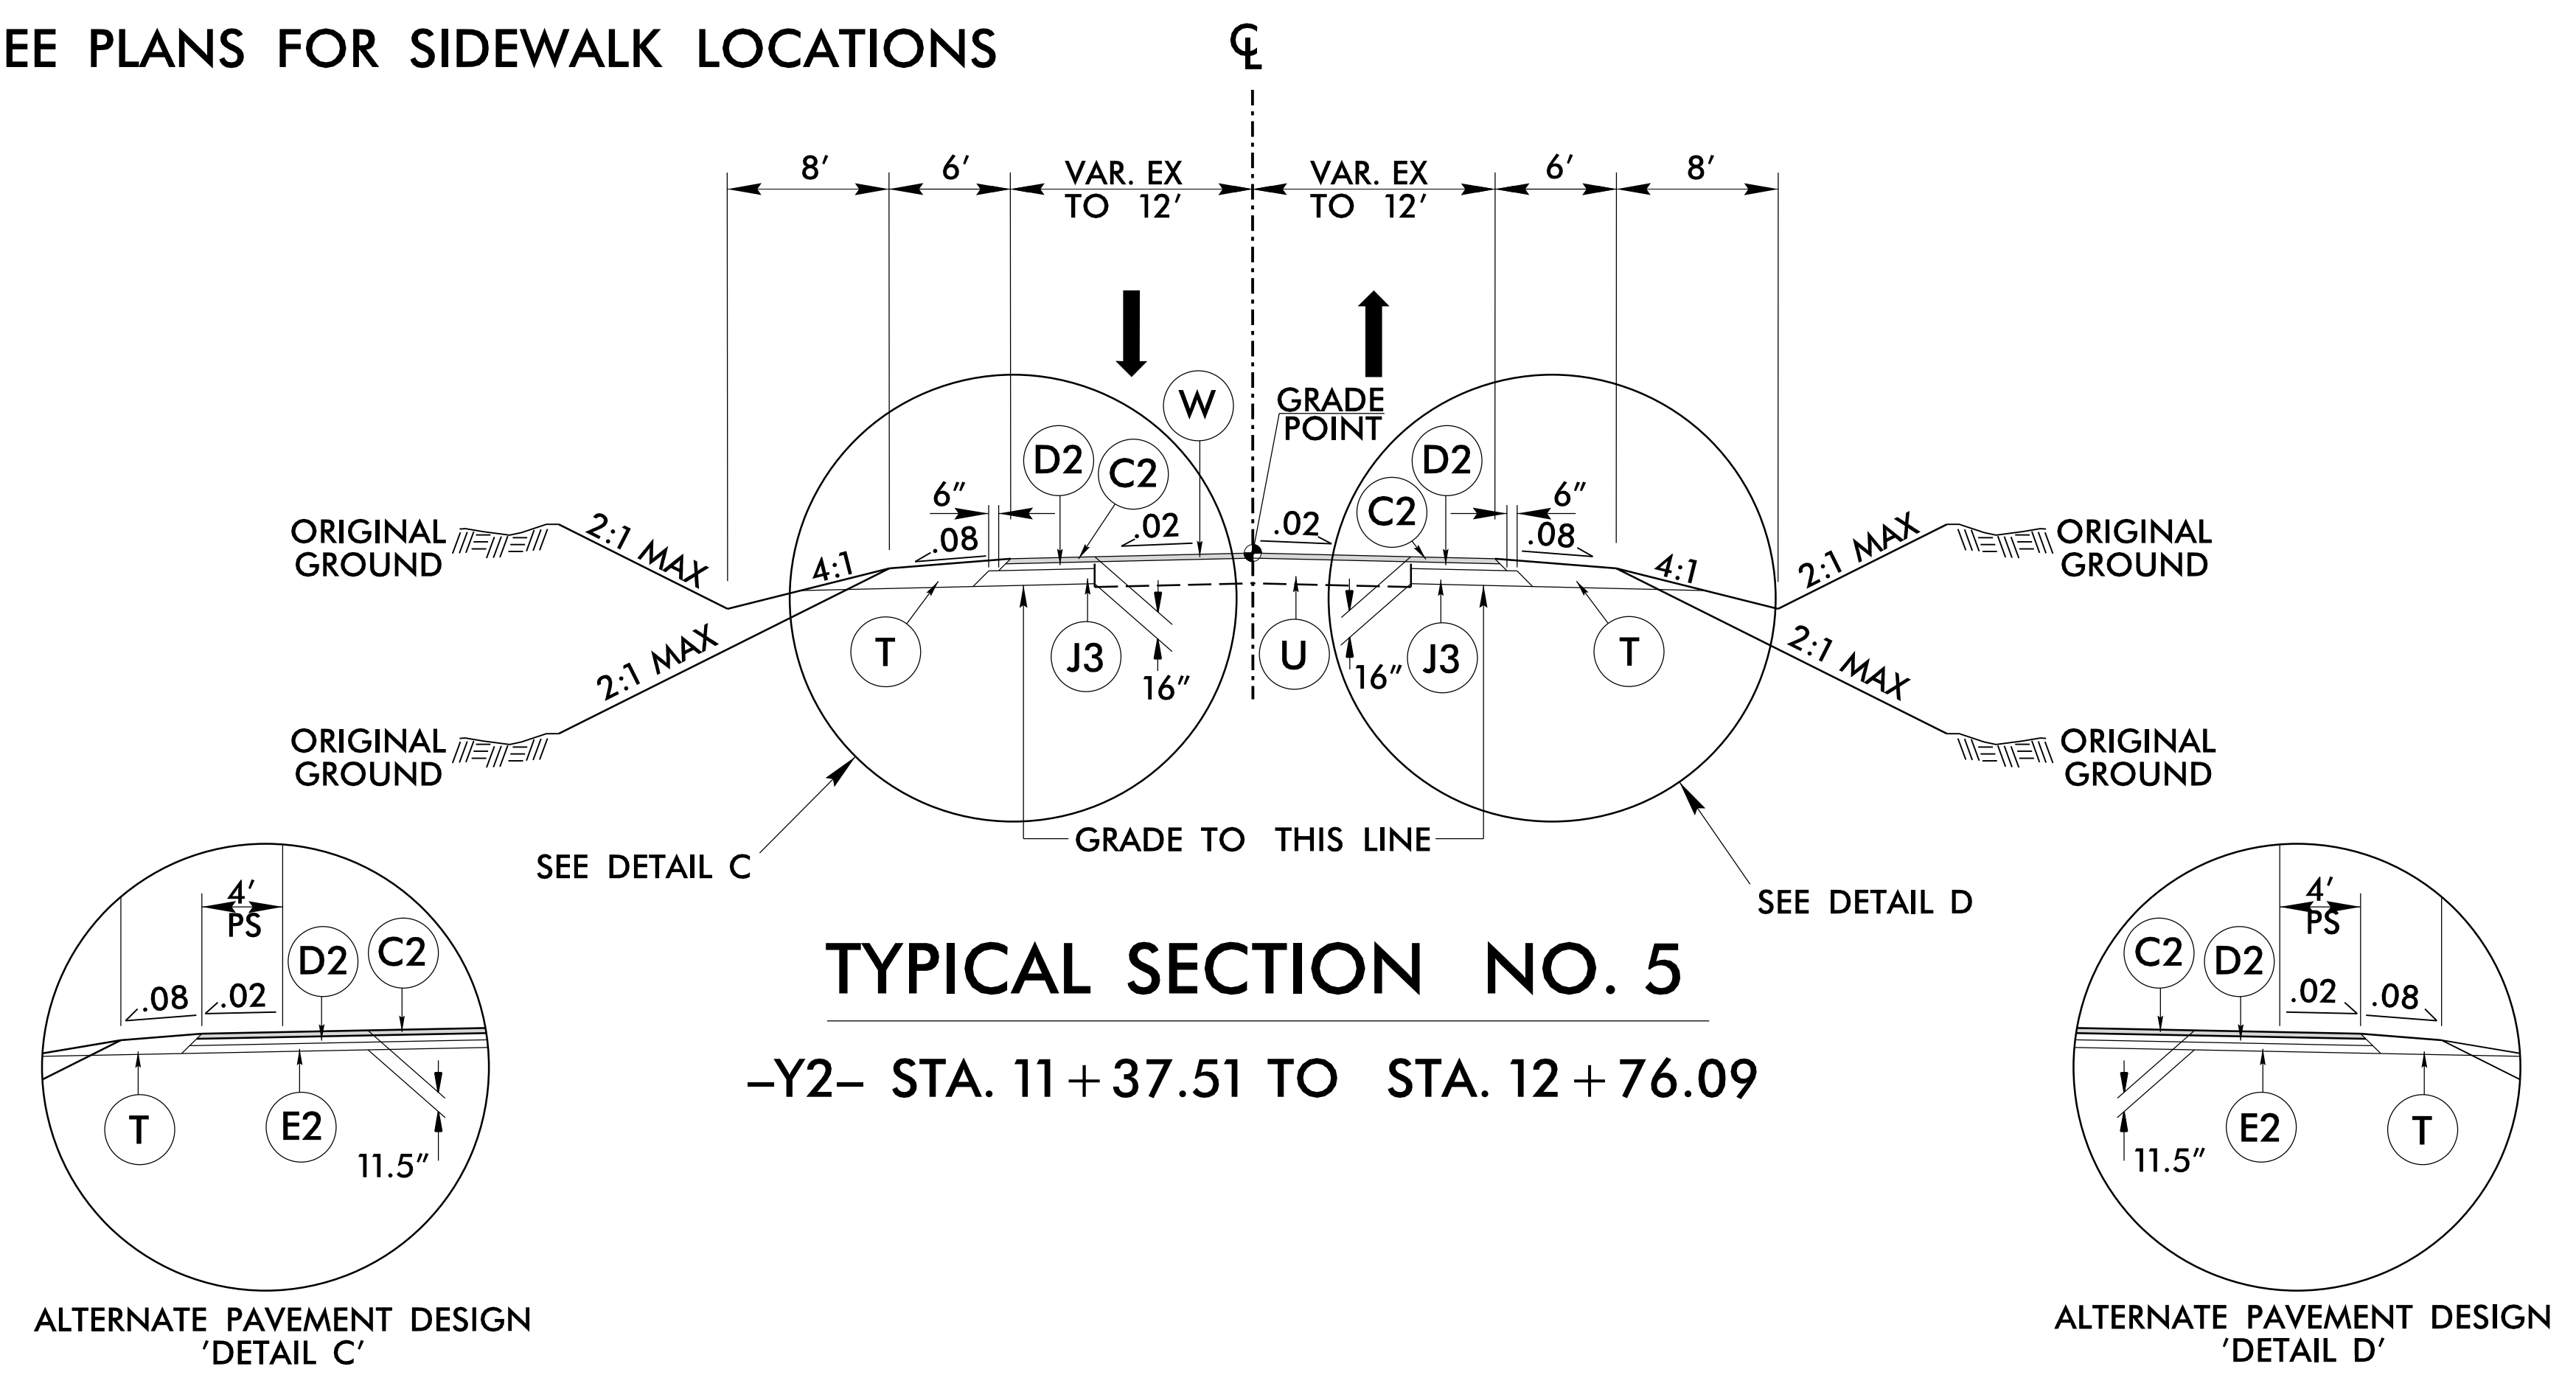 EE PLANS FOR SIDEWALK LOCATIONS
℄
8'
6'
VAR. EX
TO 12'
VAR. EX
TO 12'
6'
8'
W
GRADE
POINT
D2
C2
D2
C2
6"
6"
.08
.02
.02
.08
ORIGINAL
GROUND
2:1 MAX
4:1
4:1
2:1 MAX
ORIGINAL
GROUND
T
J3
16"
U
16"
J3
T
2:1 MAX
2:1 MAX
ORIGINAL
GROUND
ORIGINAL
GROUND
GRADE TO THIS LINE
SEE DETAIL C
SEE DETAIL D
TYPICAL SECTION NO. 5
–Y2– STA. 11+37.51 TO STA. 12+76.09
4'
PS
D2
C2
.08
.02
T
E2
11.5"
ALTERNATE PAVEMENT DESIGN
'DETAIL C'
4'
PS
C2
D2
.02
.08
11.5"
E2
T
ALTERNATE PAVEMENT DESIGN
'DETAIL D'